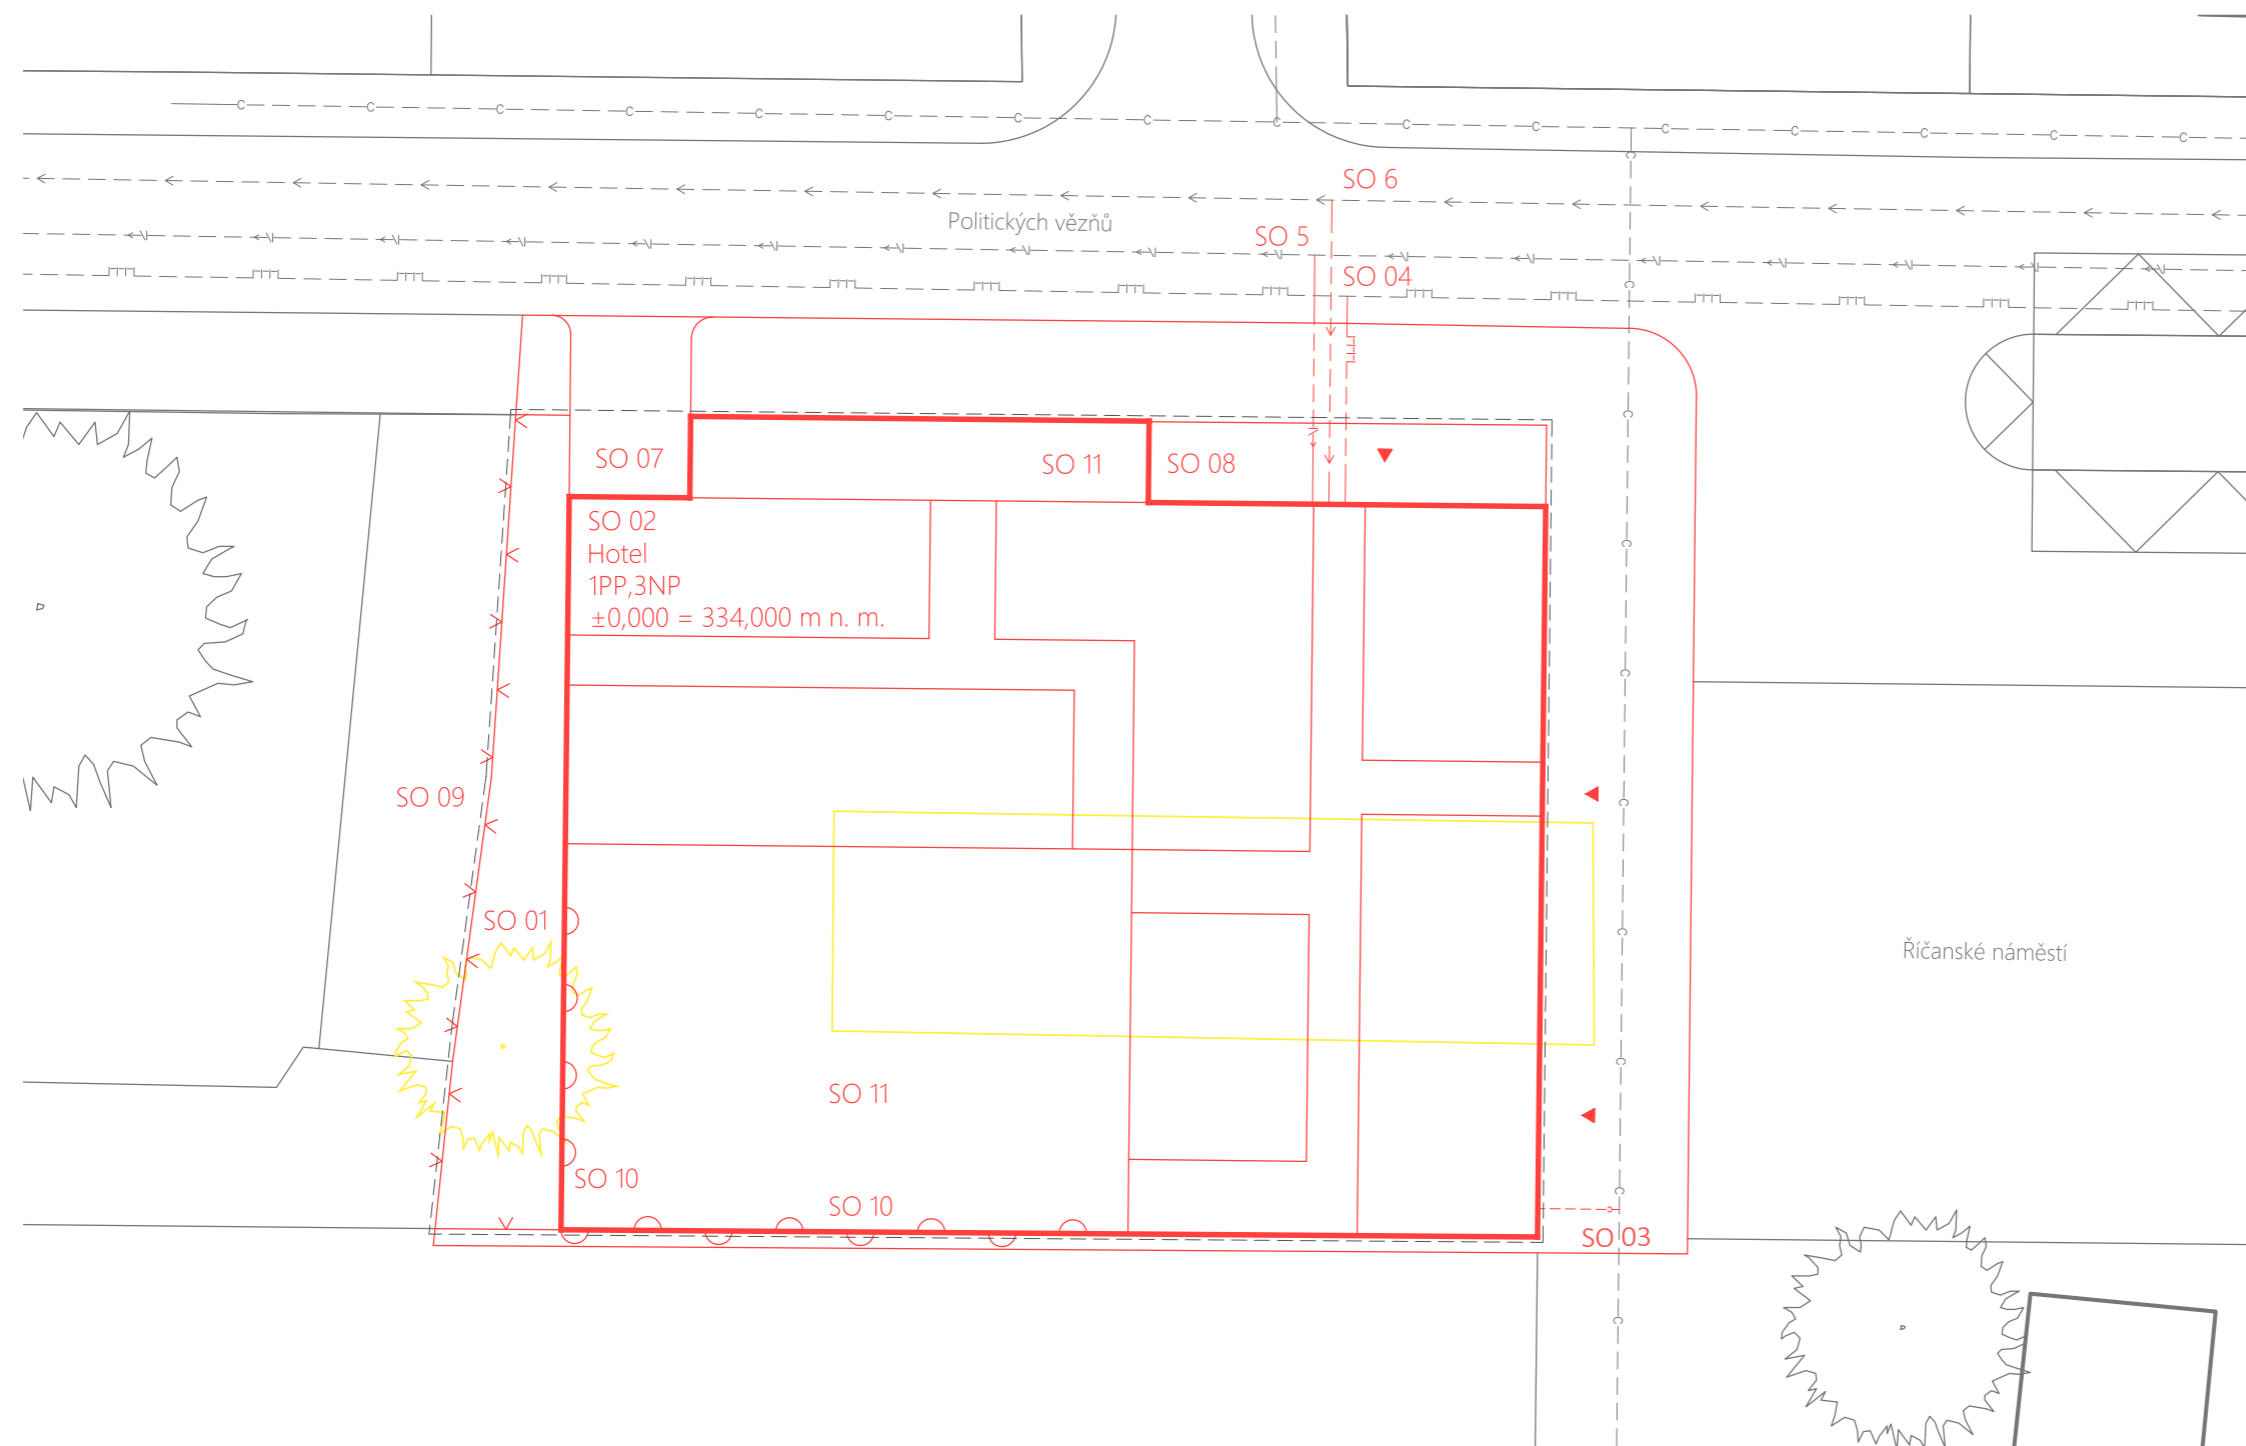 SO 6
Politických vězňů
SO 5
SO 04
SO 07
SO 11
SO 08
SO 02
Hotel
1PP,3NP
±0,000 = 334,000 m n. m.
SO 09
SO 01
Říčanské náměstí
SO 11
SO 10
SO 10
SO 03